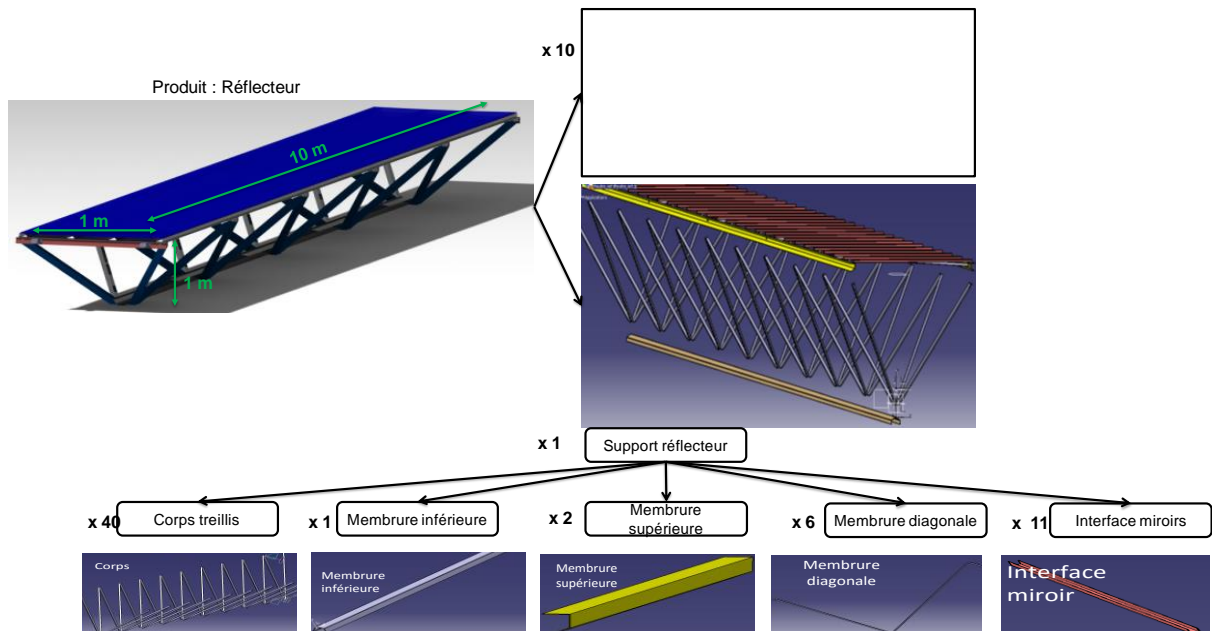 x 10
Produit : Réflecteur
10 m
1 m
1 m
x 1
Support réflecteur
x 40
Corps treillis
x 1
Membrure inférieure
x 2
Membrure
supérieure
x 6
Membrure diagonale
x 11
Interface miroirs
Corps
Membrure
inférieure
Membrure
supérieure
Membrure
diagonale
Interface
miroir